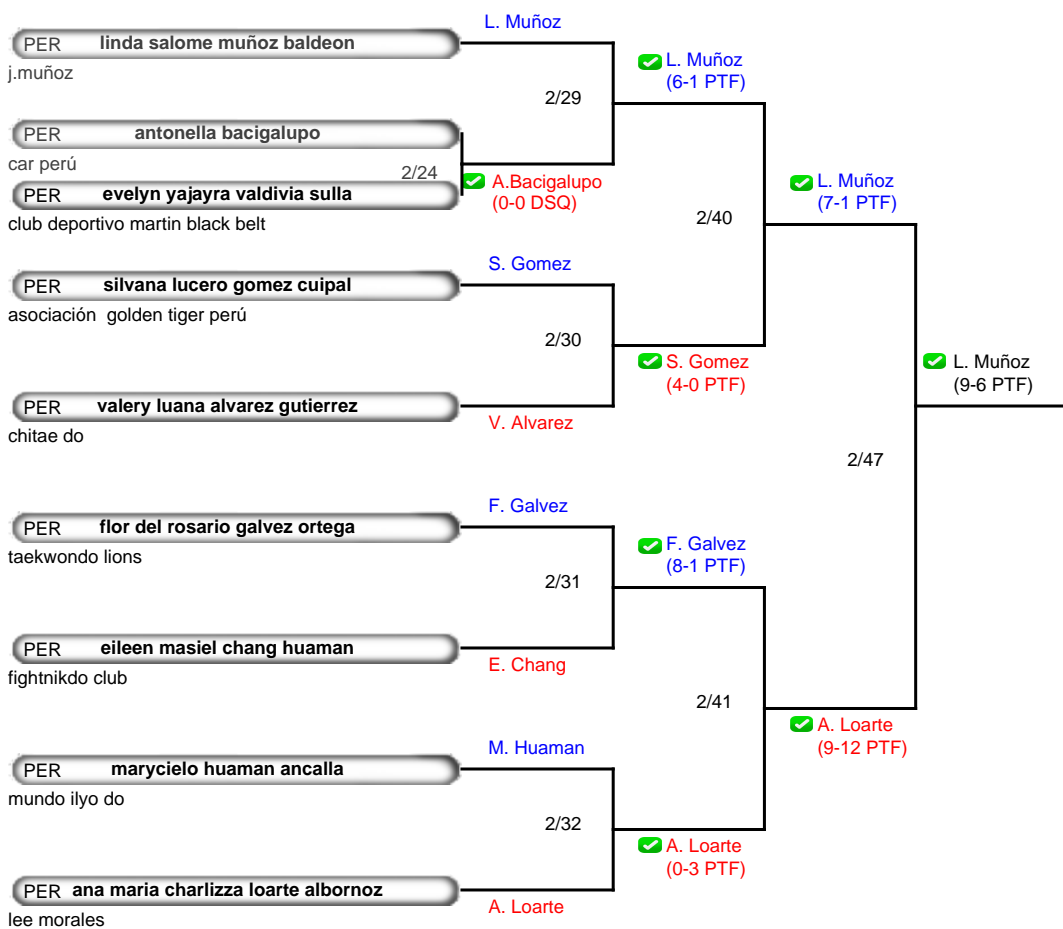 L. Muñoz
PER linda salome muñoz baldeon
j.muñoz
L. Muñoz
(6-1 PTF)
2/29
PER antonella bacigalupo
car perú
2/24
PER evelyn yajayra valdivia sulla
club deportivo martin black belt
A.Bacigalupo
(0-0 DSQ)
L. Muñoz
(7-1 PTF)
2/40
S. Gomez
PER silvana lucero gomez cuipal
asociación golden tiger perú
2/30
S. Gomez
(4-0 PTF)
L. Muñoz
(9-6 PTF)
PER valery luana alvarez gutierrez
chitae do
V. Alvarez
2/47
F. Galvez
PER flor del rosario galvez ortega
taekwondo lions
F. Galvez
(8-1 PTF)
2/31
PER eileen masiel chang huaman
fightnikdo club
E. Chang
2/41
A. Loarte
(9-12 PTF)
M. Huaman
PER marycielo huaman ancalla
mundo ilyo do
2/32
A. Loarte
(0-3 PTF)
PER ana maria charlizza loarte albornoz
lee morales
A. Loarte